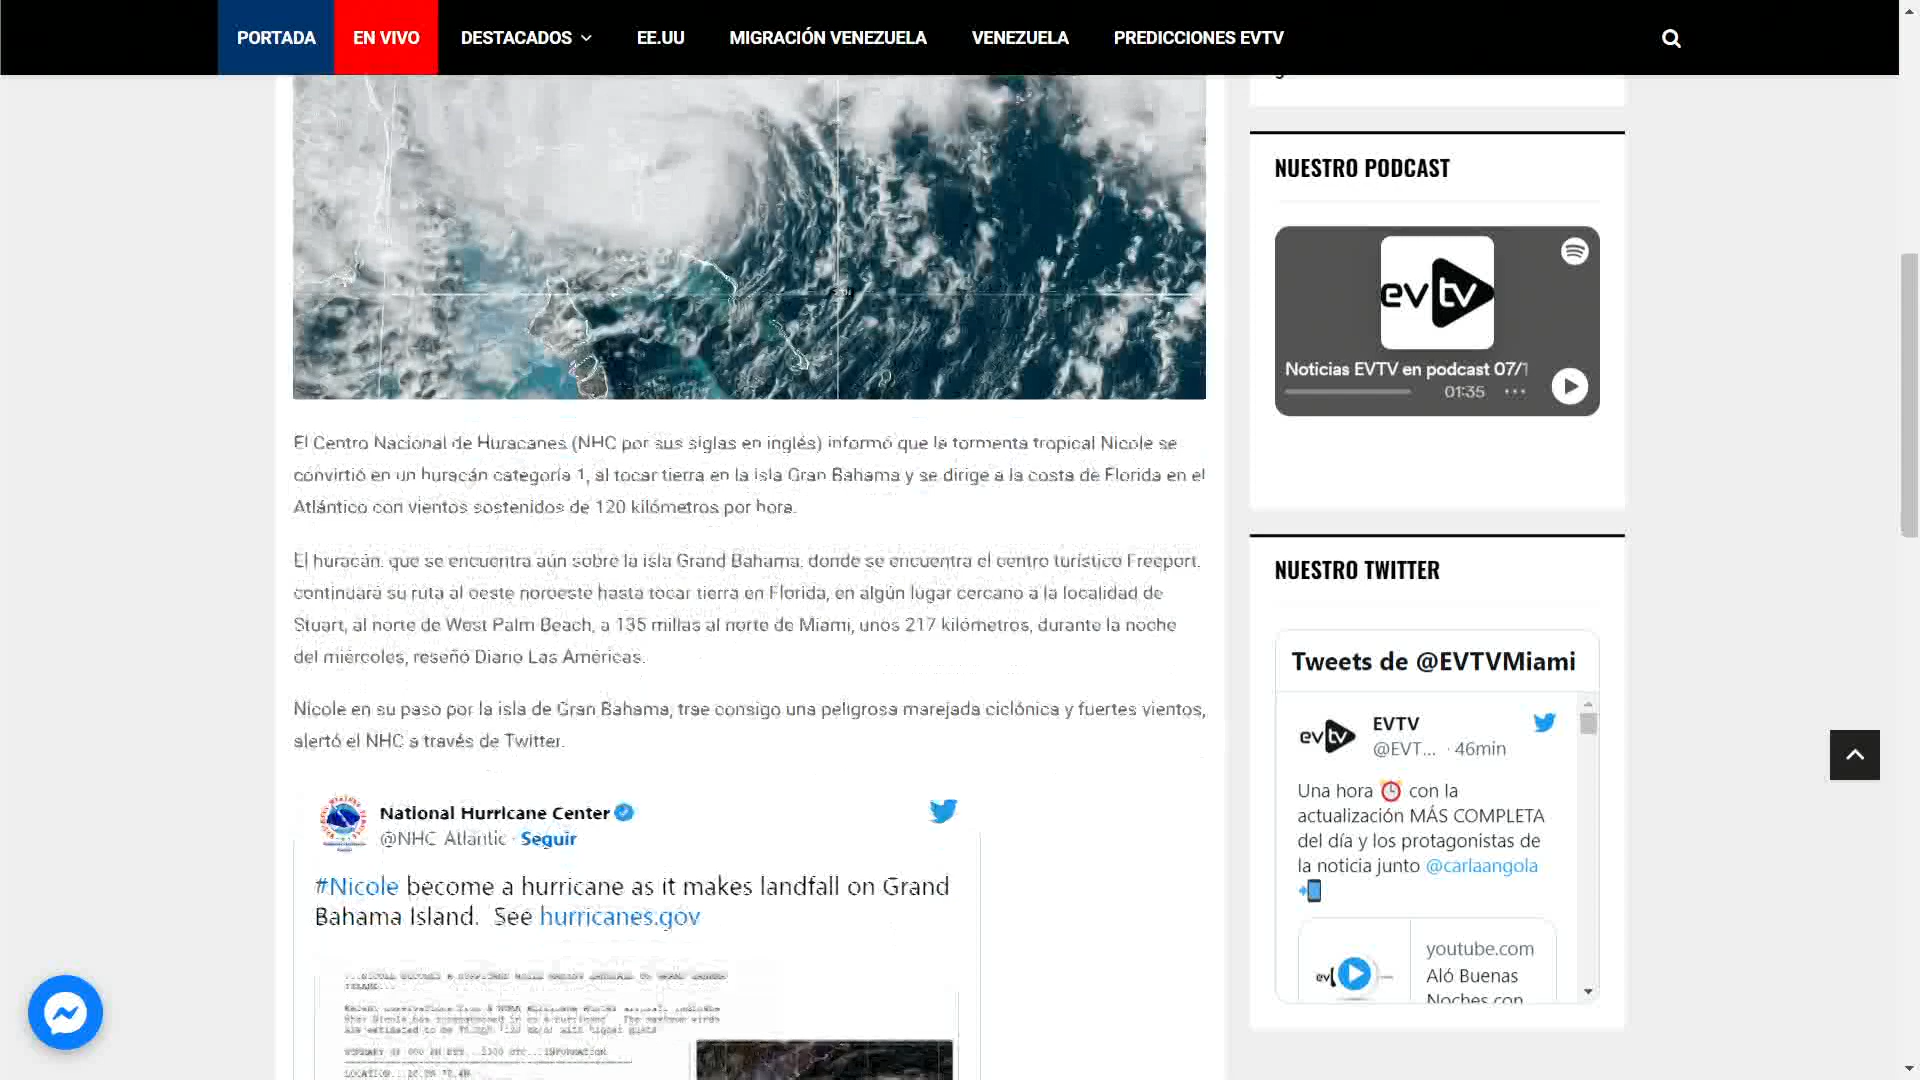 PORTADA EN VIVO DESTACADOS EE.UU MIGRACIÓN VENEZUELA VENEZUELA PREDICCIONES EVTV
El Centro Nacional de Huracanes (NHC por sus siglas en inglés) informó que la tormenta tropical Nicole se
convirtió en un huracán categoría 1, al tocar tierra en la isla Gran Bahama y se dirige a la costa de Florida en el
Atlántico con vientos sostenidos de 120 kilómetros por hora.
El huracán, que se encuentra aún sobre la isla Grand Bahama, donde se encuentra el centro turístico Freeport,
continuará su ruta al oeste noroeste hasta tocar tierra en Florida, en algún lugar cercano a la localidad de
Stuart, al norte de West Palm Beach, a 135 millas al norte de Miami, unos 217 kilómetros, durante la noche
del miércoles, reseñó Diario Las Américas.
Nicole en su paso por la isla de Gran Bahama, trae consigo una peligrosa marejada ciclónica y fuertes vientos,
alertó el NHC a través de Twitter.
National Hurricane Center
@NHC_Atlantic · Seguir
#Nicole become a hurricane as it makes landfall on Grand
Bahama Island. See hurricanes.gov
NUESTRO PODCAST
evtv
Noticias EVTV en podcast 07/1
01:35
NUESTRO TWITTER
Tweets de @EVTVMiami
evtv
EVTV
@EVT... · 46min
Una hora ⏰ con la
actualización MÁS COMPLETA
del día y los protagonistas de
la noticia junto @carlaangola
📲
youtube.com
Aló Buenas
Noches con